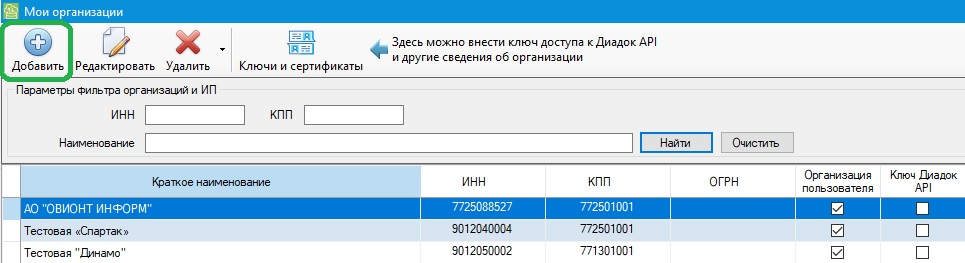 Мои организации
Добавить Редактировать Удалить Ключи и сертификаты
Здесь можно внести ключ доступа к Диадок API
и другие сведения об организации
Параметры фильтра организаций и ИП
ИНН КПП
Наименование Найти Очистить
Краткое наименование ИНН КПП ОГРН Организация пользователя Ключ Диадок API
АО "ОВИОНТ ИНФОРМ" 7725088527 772501001
Тестовая «Спартак» 9012040004 772501001
Тестовая "Динамо" 9012050002 771301001